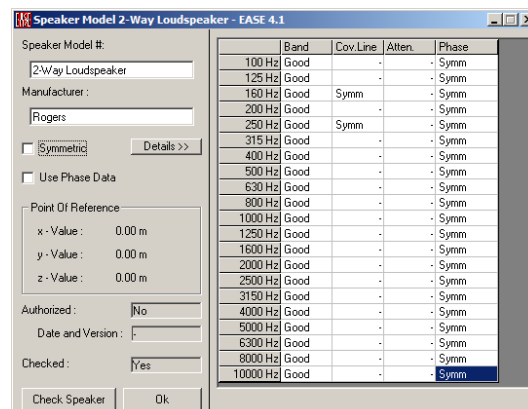 EASE Speaker Model 2-Way Loudspeaker - EASE 4.1
Speaker Model #:
2-Way Loudspeaker
Manufacturer :
Rogers
Symmetric
Details >>
Use Phase Data
Point Of Reference
x - Value : 0.00 m
y - Value : 0.00 m
z - Value : 0.00 m
Authorized : No
Date and Version : -
Checked : Yes
Check Speaker Ok
Band Cov.Line Atten. Phase
100 Hz Good - - Symm
125 Hz Good - - Symm
160 Hz Good Symm - Symm
200 Hz Good - - Symm
250 Hz Good Symm - Symm
315 Hz Good - - Symm
400 Hz Good - - Symm
500 Hz Good - - Symm
630 Hz Good - - Symm
800 Hz Good - - Symm
1000 Hz Good - - Symm
1250 Hz Good - - Symm
1600 Hz Good - - Symm
2000 Hz Good - - Symm
2500 Hz Good - - Symm
3150 Hz Good - - Symm
4000 Hz Good - - Symm
5000 Hz Good - - Symm
6300 Hz Good - - Symm
8000 Hz Good - - Symm
10000 Hz Good - - Symm